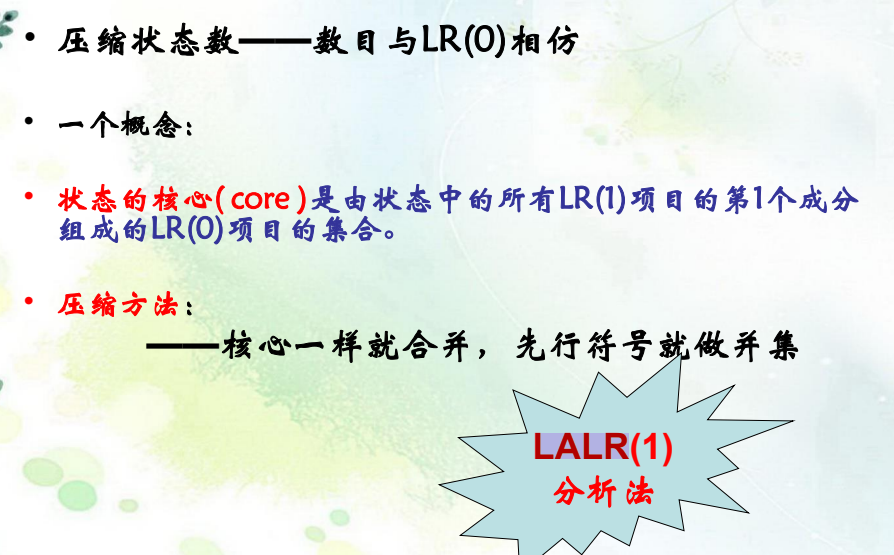 • 压缩状态数——数目与LR(0)相仿
• 一个概念：
• 状态的核心( core )是由状态中的所有LR(1)项目的第1个成分
组成的LR(0)项目的集合。
• 压缩方法：
——核心一样就合并，先行符号就做并集
LALR(1)
分析法